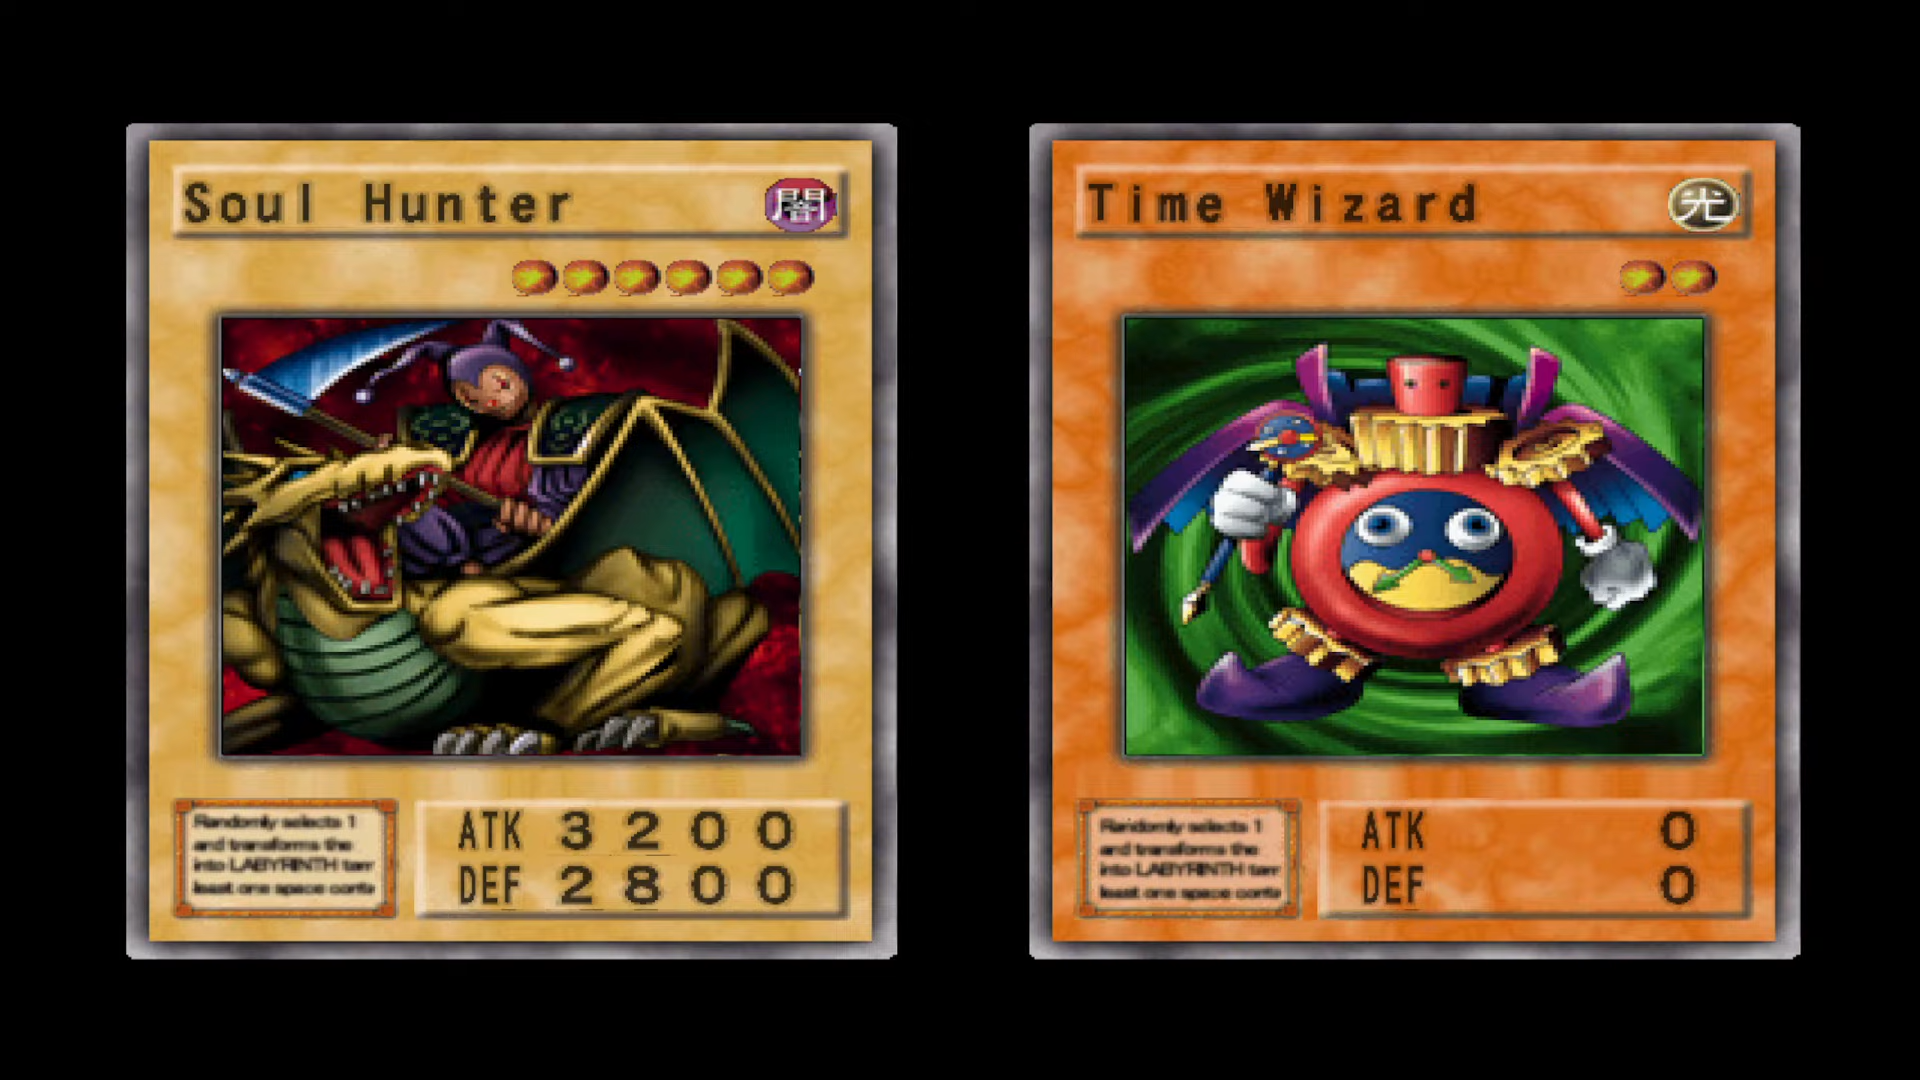 Soul Hunter 闇
Randomly selects 1
and transforms the
into LABYRINTH terr
least one space conta
ATK 3200
DEF 2800
Time Wizard 光
Randomly selects 1
and transforms the
into LABYRINTH terr
least one space conta
ATK 0
DEF 0